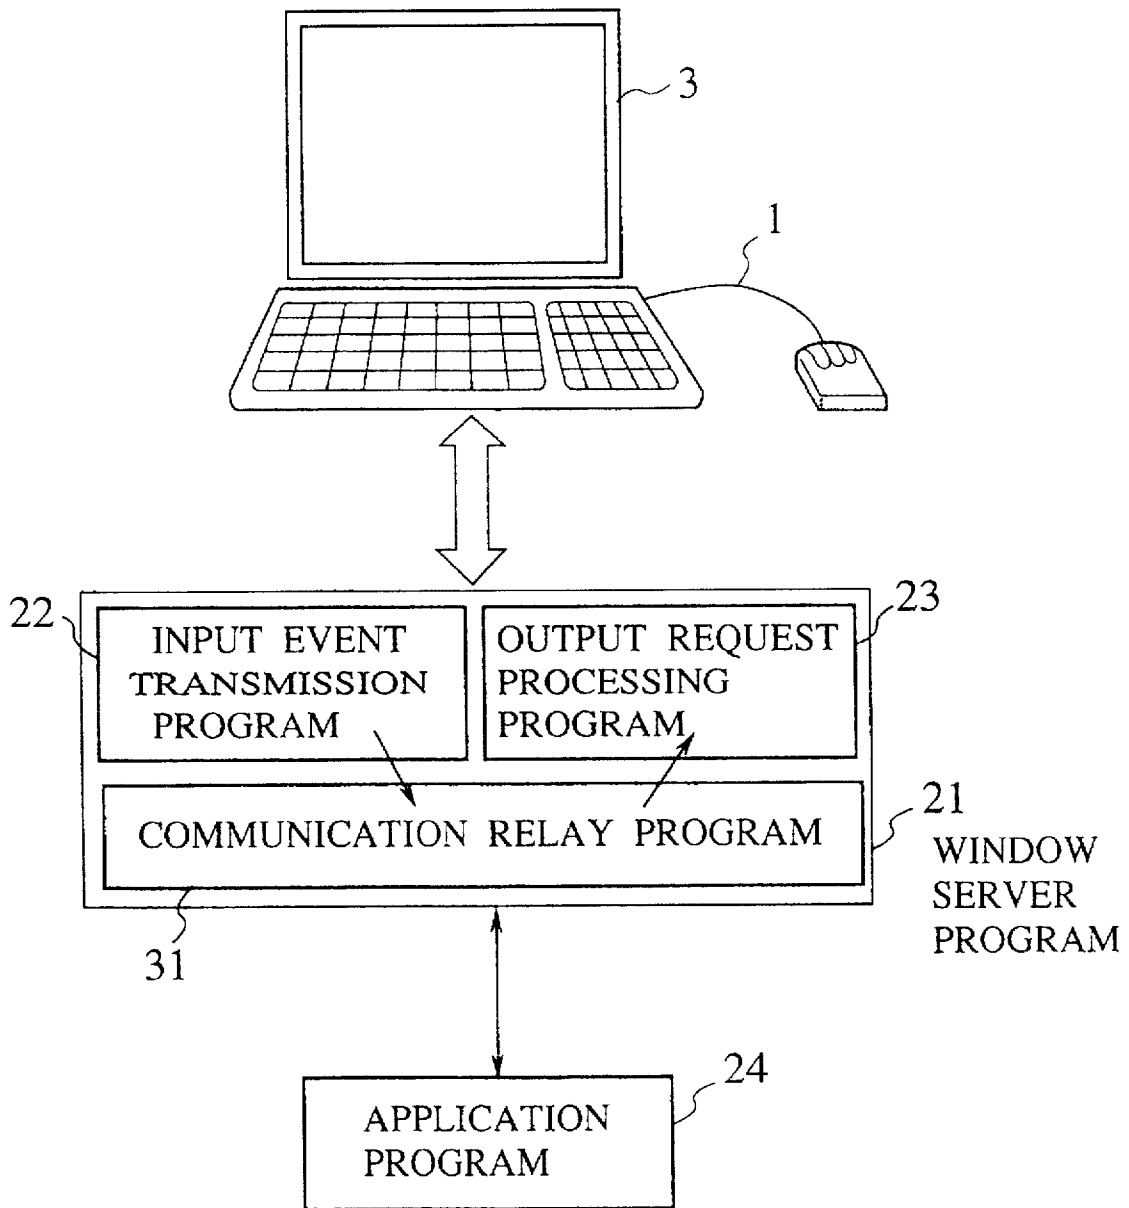 3
1
22
INPUT EVENT
TRANSMISSION
PROGRAM
OUTPUT REQUEST
PROCESSING
PROGRAM
23
COMMUNICATION RELAY PROGRAM
21
WINDOW
SERVER
PROGRAM
31
24
APPLICATION
PROGRAM